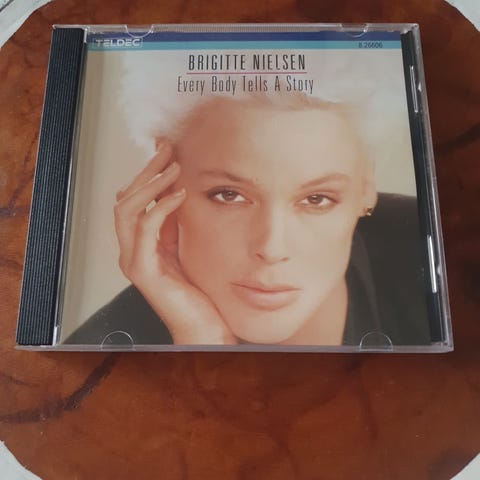 TELDEC 8.26606
BRIGITTE NIELSEN
Every Body Tells A Story